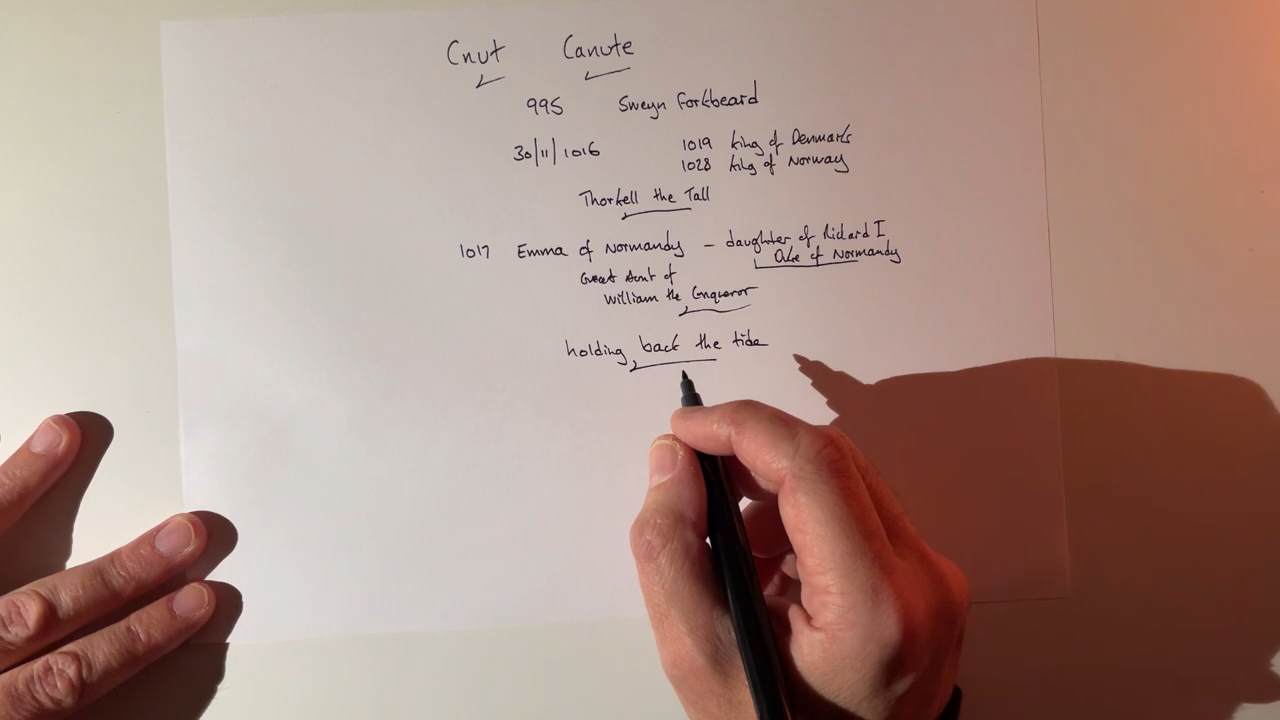 Cnut Canute
995 Sweyn Forkbeard
30/11/1016 1019 King of Denmark
1028 King of Norway
Thorkell the Tall
1017 Emma of Normandy – daughter of Richard I
Duke of Normandy
Great Aunt of
William the Conqueror
holding back the tide